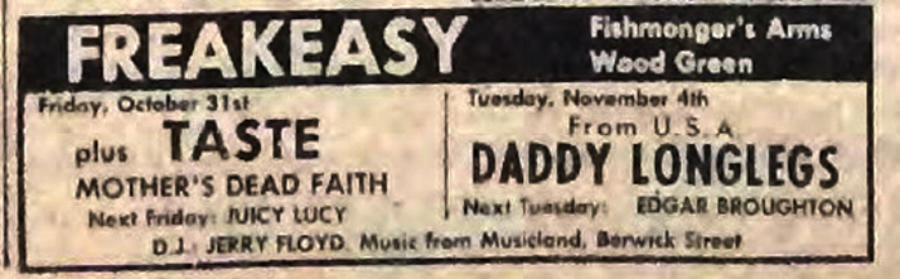 FREAKEASY
Fishmonger's Arms
Wood Green
Friday, October 31st
TASTE
plus
MOTHER'S DEAD FAITH
Next Friday: JUICY LUCY
Tuesday, November 4th
From U.S.A
DADDY LONGLEGS
Next Tuesday: EDGAR BROUGHTON
D.J. JERRY FLOYD. Music from Musicland, Berwick Street